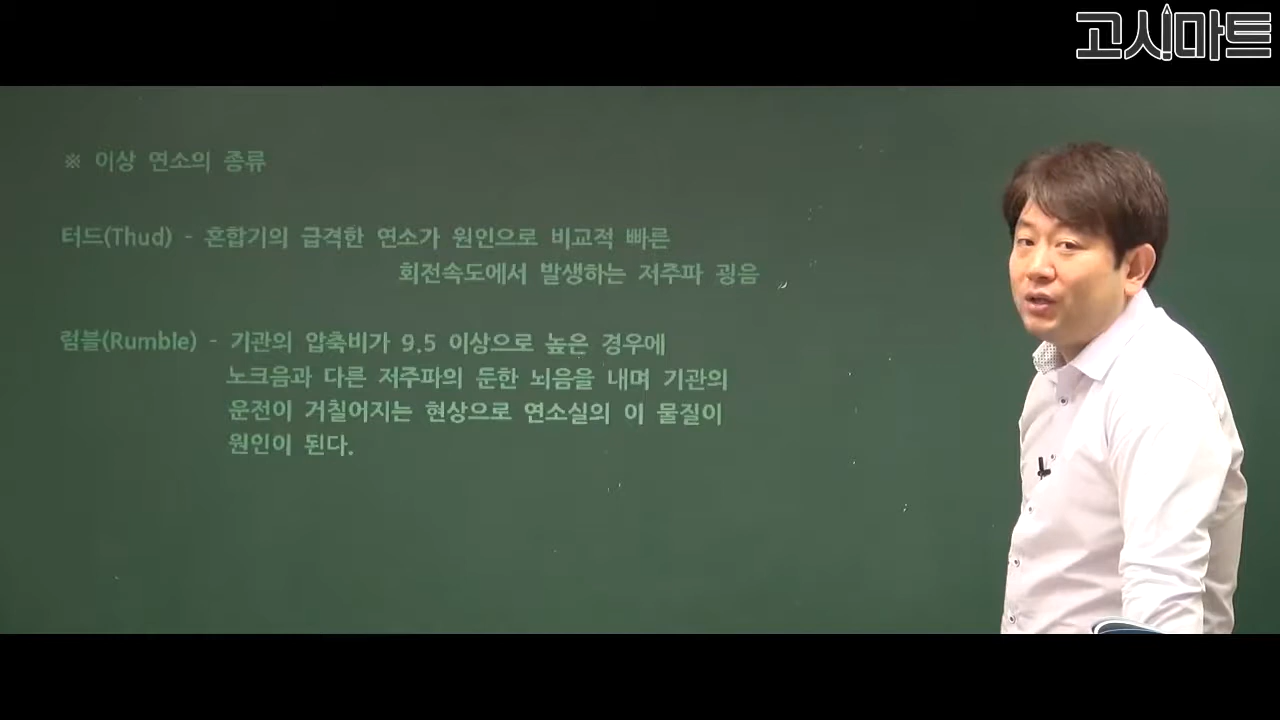 고시마트
※ 이상 연소의 종류
터드(Thud) - 혼합기의 급격한 연소가 원인으로 비교적 빠른
회전속도에서 발생하는 저주파 굉음
럼블(Rumble) - 기관의 압축비가 9.5 이상으로 높은 경우에
노크음과 다른 저주파의 둔한 뇌음을 내며 기관의
운전이 거칠어지는 현상으로 연소실의 이 물질이
원인이 된다.